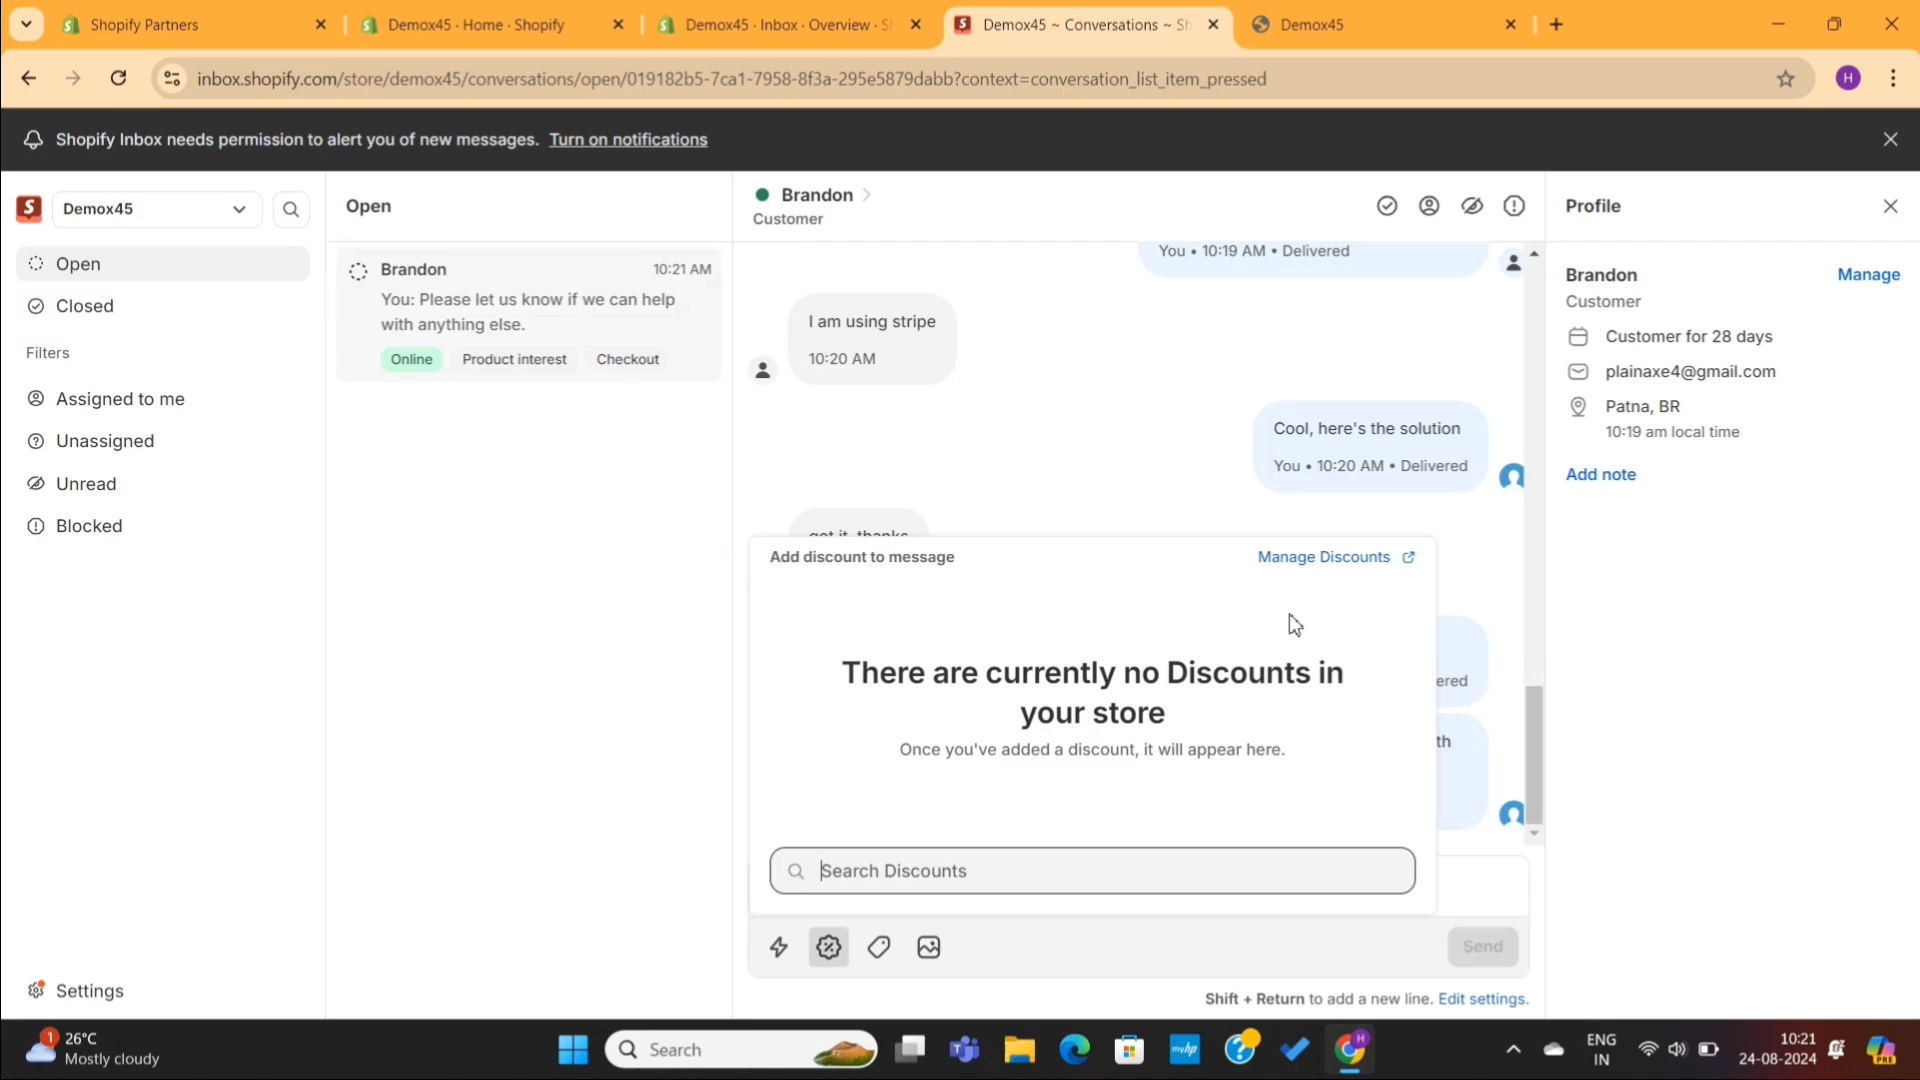 Shopify Partners
Demox45 · Home · Shopify
Demox45 · Inbox · Overview · S
Demox45 ~ Conversations ~ Sh
Demox45
inbox.shopify.com/store/demox45/conversations/open/019182b5-7ca1-7958-8f3a-295e5879dabb?context=conversation_list_item_pressed
H
Shopify Inbox needs permission to alert you of new messages. Turn on notifications
Demox45
Open
Closed
Filters
Assigned to me
Unassigned
Unread
Blocked
Settings
Open
Brandon 10:21 AM
You: Please let us know if we can help
with anything else.
Online Product interest Checkout
Brandon
Customer
You • 10:19 AM • Delivered
I am using stripe
10:20 AM
Cool, here's the solution
You • 10:20 AM • Delivered
got it, thanks
ered
th
Add discount to message Manage Discounts
There are currently no Discounts in
your store
Once you've added a discount, it will appear here.
Search Discounts
Send
Shift + Return to add a new line. Edit settings.
Profile
Brandon Manage
Customer
Customer for 28 days
plainaxe4@gmail.com
Patna, BR
10:19 am local time
Add note
1
26°C
Mostly cloudy
Search
myhp
H
ENG
IN
10:21
24-08-2024
PRE